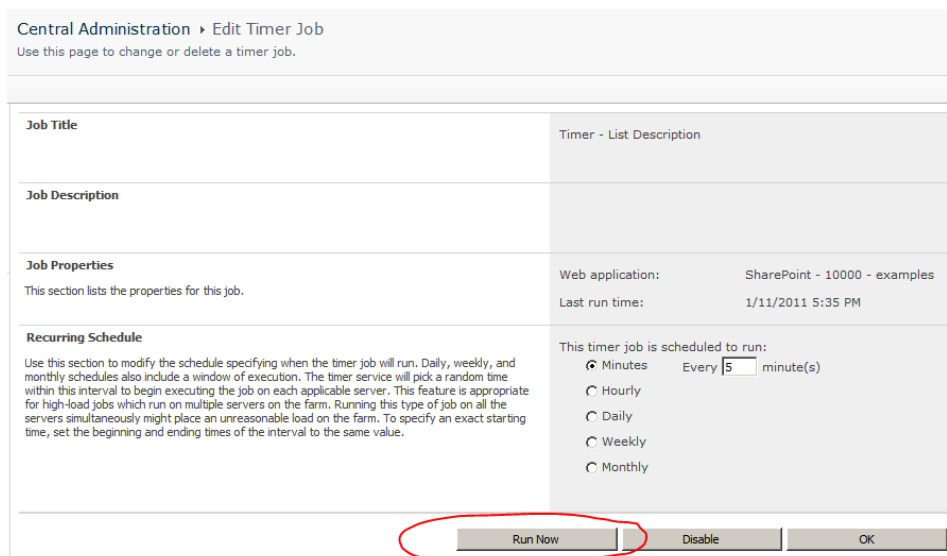 Central Administration ▸ Edit Timer Job
Use this page to change or delete a timer job.
Job Title
Timer - List Description
Job Description
Job Properties
This section lists the properties for this job.
Web application: SharePoint - 10000 - examples
Last run time: 1/11/2011 5:35 PM
Recurring Schedule
Use this section to modify the schedule specifying when the timer job will run. Daily, weekly, and
monthly schedules also include a window of execution. The timer service will pick a random time
within this interval to begin executing the job on each applicable server. This feature is appropriate
for high-load jobs which run on multiple servers on the farm. Running this type of job on all the
servers simultaneously might place an unreasonable load on the farm. To specify an exact starting
time, set the beginning and ending times of the interval to the same value.
This timer job is scheduled to run:
Minutes Every 5 minute(s)
Hourly
Daily
Weekly
Monthly
Run Now Disable OK